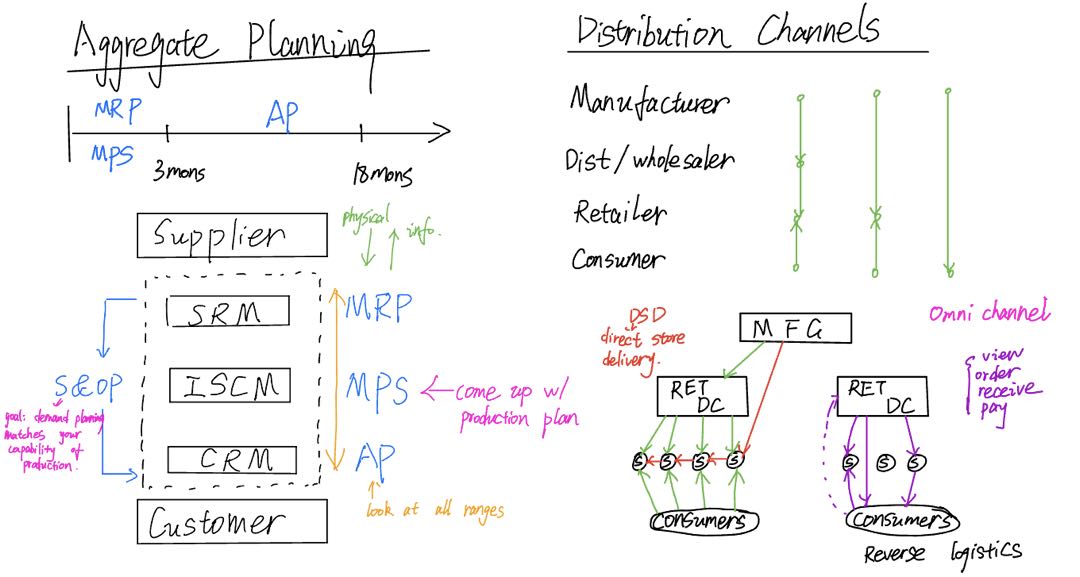 Aggregate Planning
MRP
AP
MPS
3mons
18mons
Supplier
physical
info.
SRM
MRP
S&OP
goal: demand planning
matches your
capability of
production.
ISCM
MPS
come up w/
production plan
CRM
AP
look at all ranges
Customer
Distribution Channels
Manufacturer
Dist/wholesaler
Retailer
Consumer
DSD
direct store
delivery.
MFG
RET
DC
S S S S
Consumers
Omni channel
view
order
receive
pay
RET
DC
S S S
Consumers
Reverse logistics